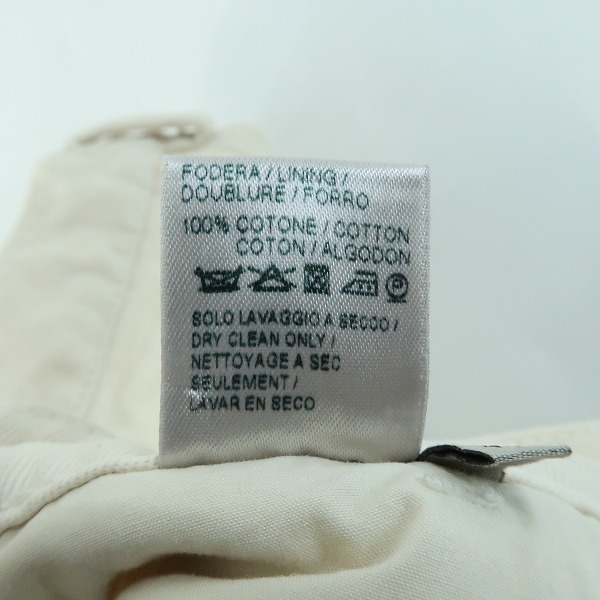 FODERA / LINING /
DOUBLURE / FORRO
100% COTONE / COTTON
COTON / ALGODON
SOLO LAVAGGIO A SECCO /
DRY CLEAN ONLY /
NETTOYAGE A SEC
SEULEMENT /
LAVAR EN SECO